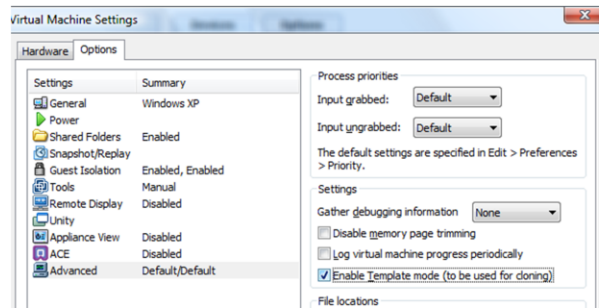 Virtual Machine Settings
Hardware
Options
Settings Summary
General Windows XP
Power
Shared Folders Enabled
Snapshot/Replay
Guest Isolation Enabled, Enabled
Tools Manual
Remote Display Disabled
Unity
Appliance View Disabled
ACE Disabled
Advanced Default/Default
Process priorities
Input grabbed: Default
Input ungrabbed: Default
The default settings are specified in Edit > Preferences
> Priority.
Settings
Gather debugging information None
Disable memory page trimming
Log virtual machine progress periodically
Enable Template mode (to be used for cloning)
File locations